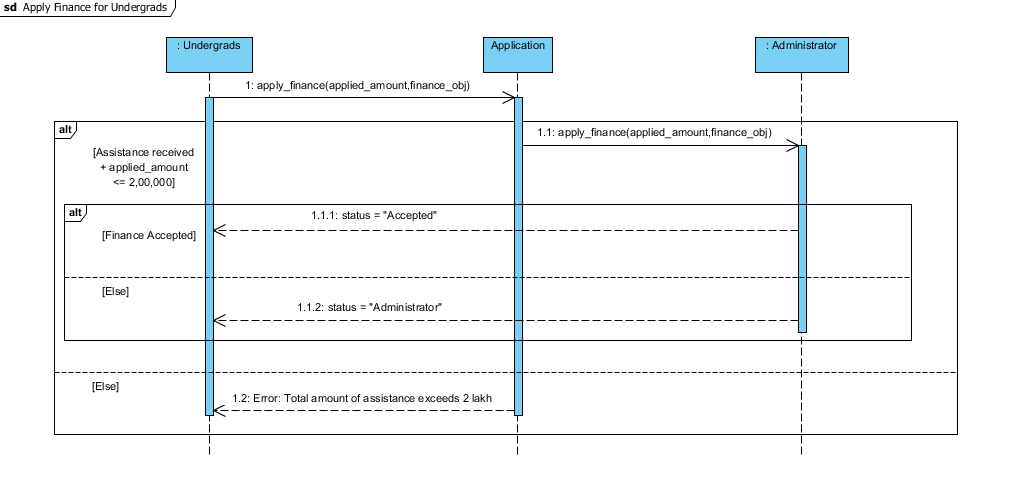 sd Apply Finance for Undergrads
: Undergrads
Application
: Administrator
1: apply_finance(applied_amount,finance_obj)
alt
1.1: apply_finance(applied_amount,finance_obj)
[Assistance received
+ applied_amount
<= 2,00,000]
alt
1.1.1: status = "Accepted"
[Finance Accepted]
[Else]
1.1.2: status = "Administrator"
[Else]
1.2: Error: Total amount of assistance exceeds 2 lakh